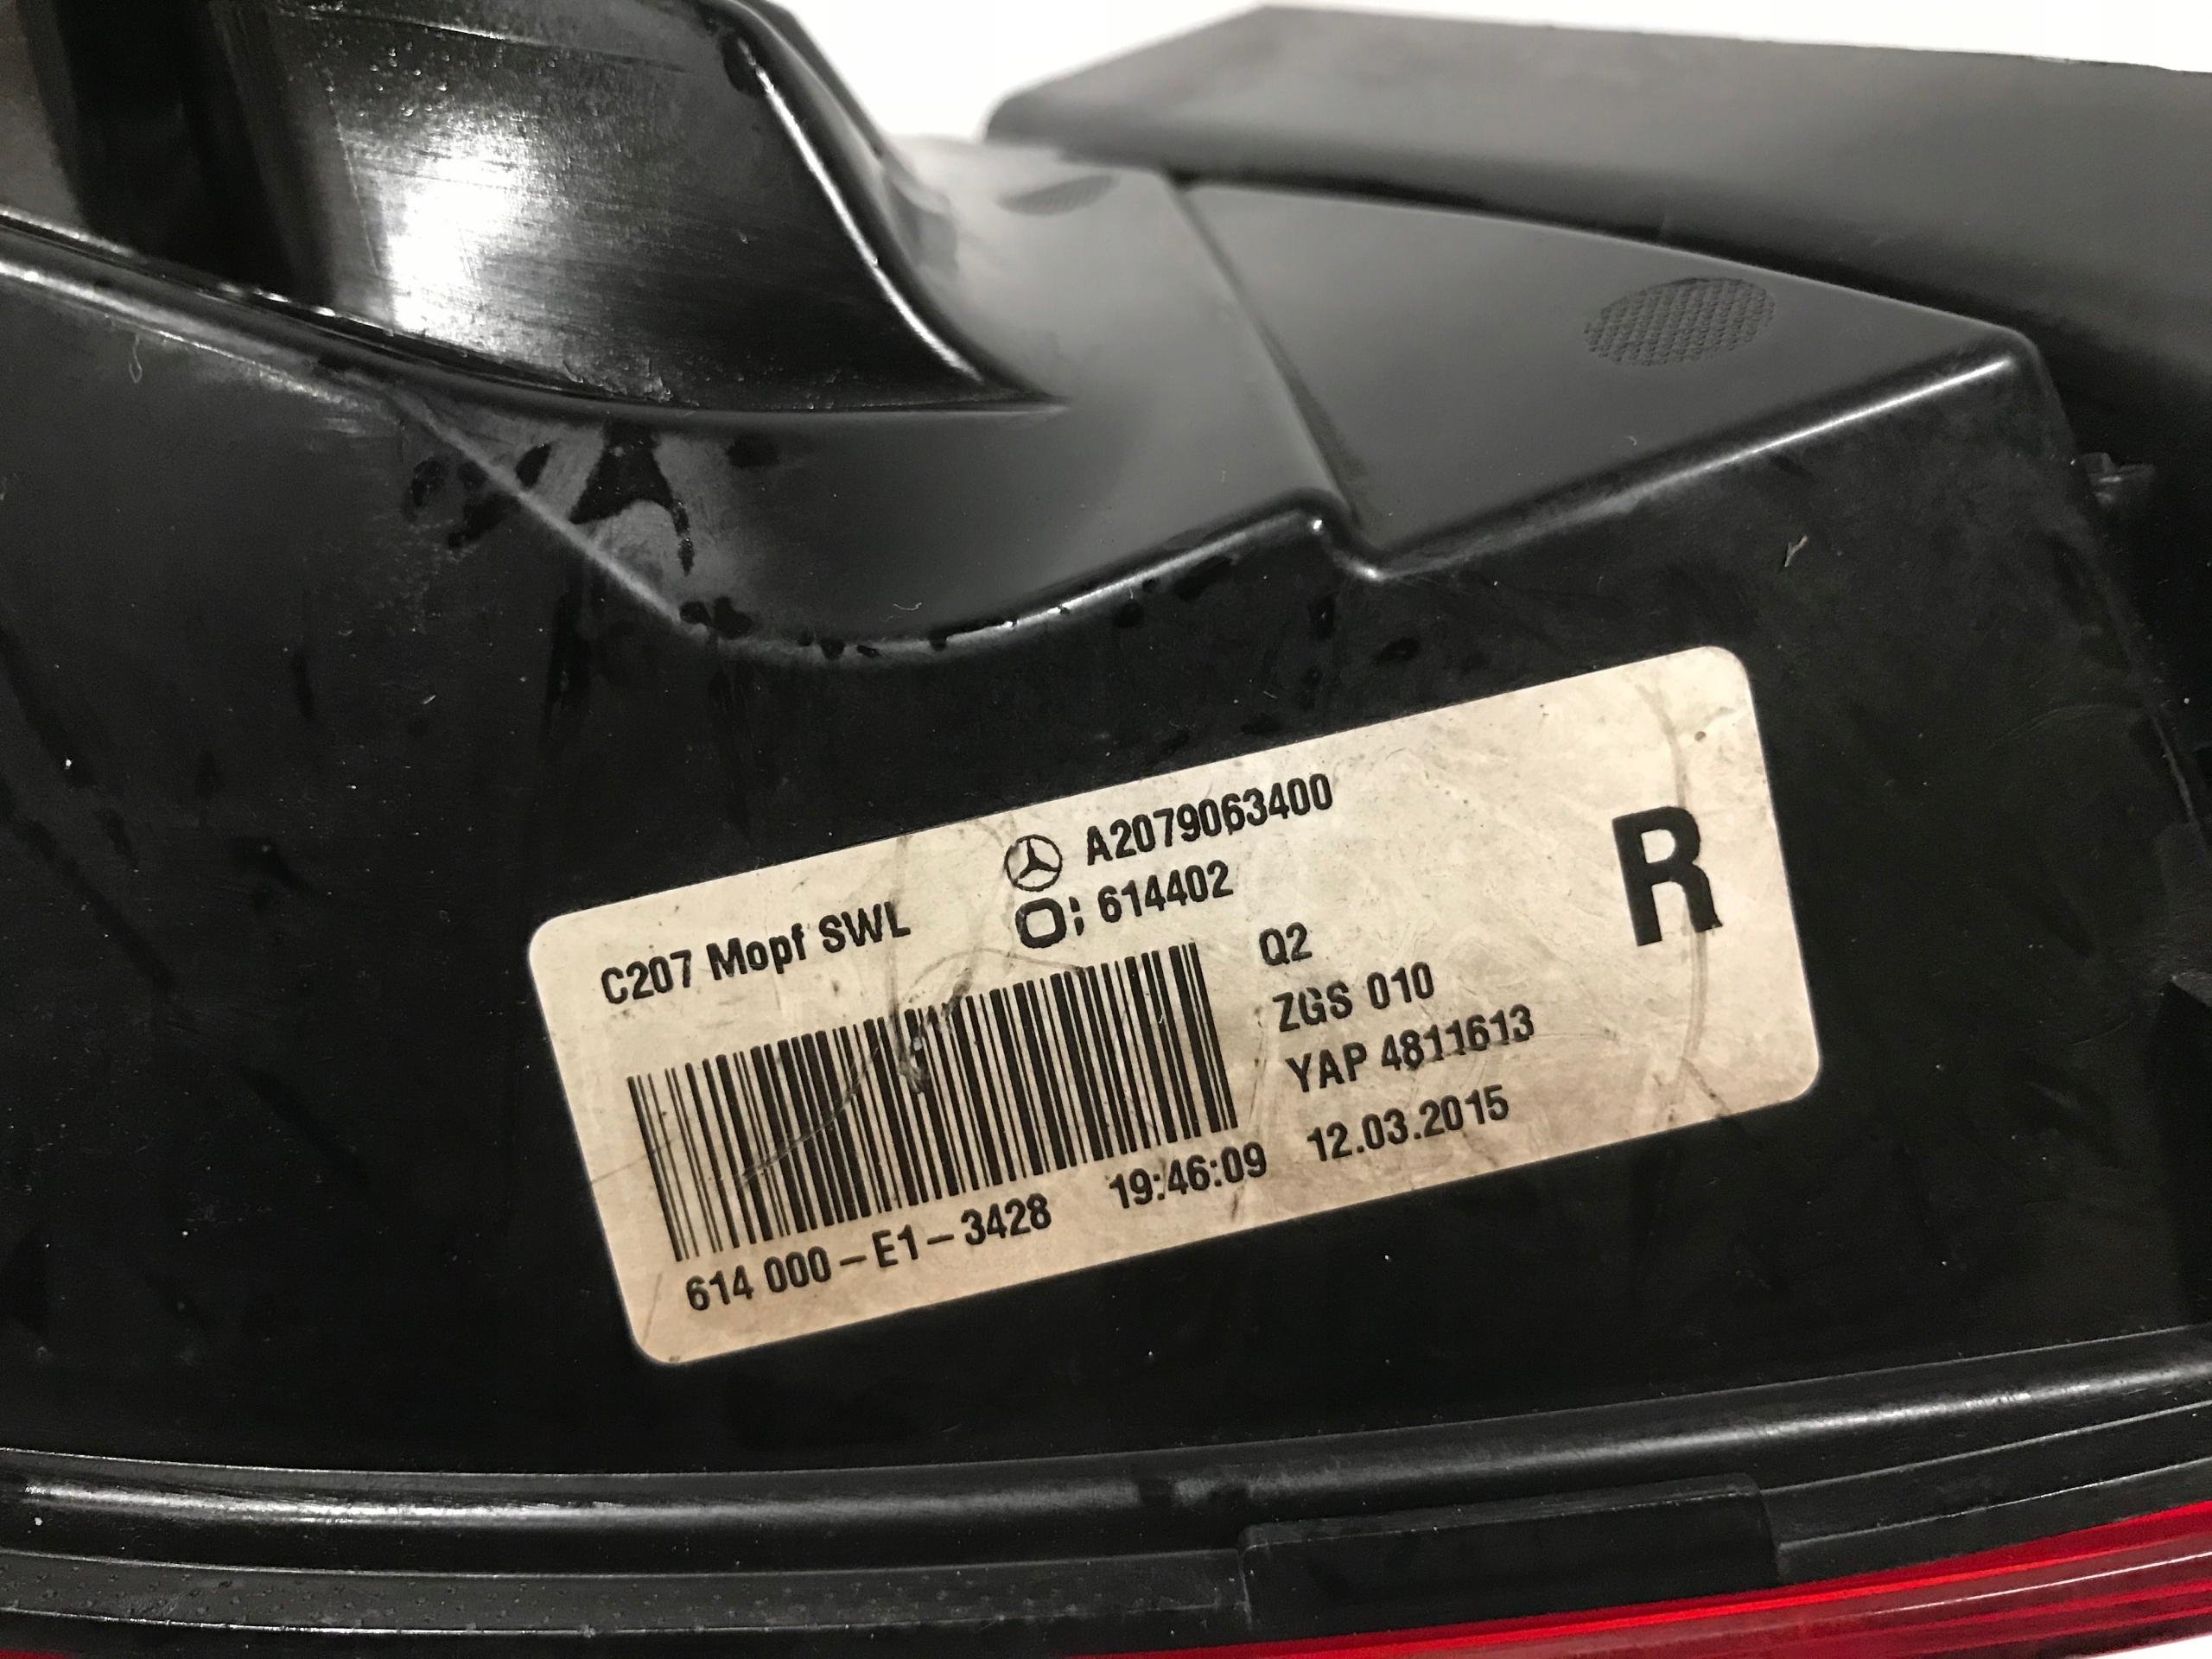 A2079063400
C207 Mopf SWL
O; 614402
R
Q2
ZGS 010
YAP 4811613
12.03.2015
614 000-E1-3428 19:46:09